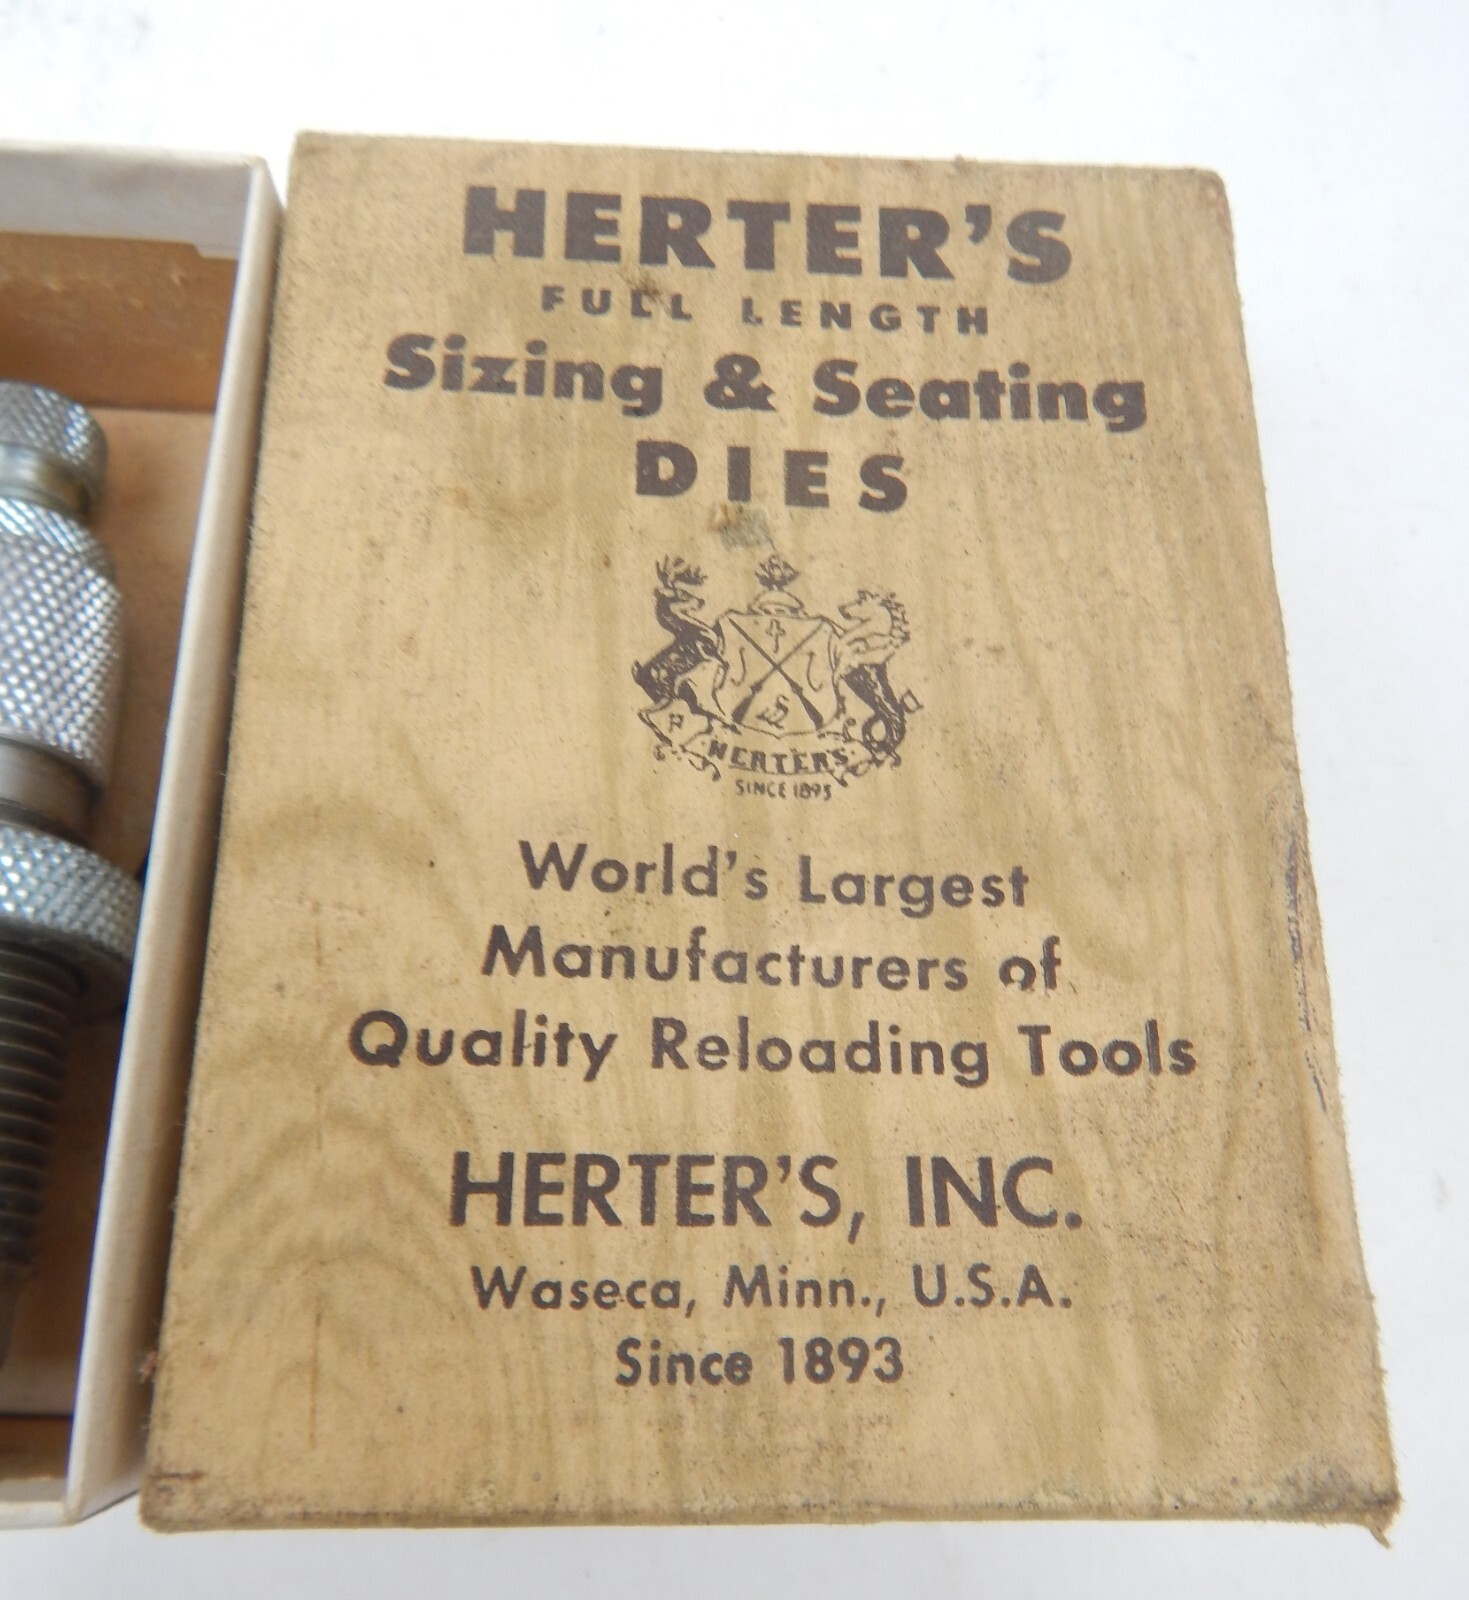 HERTER'S
FULL LENGTH
Sizing & Seating
DIES
HERTER'S
SINCE 1893
World's Largest
Manufacturers of
Quality Reloading Tools
HERTER'S, INC.
Waseca, Minn., U.S.A.
Since 1893